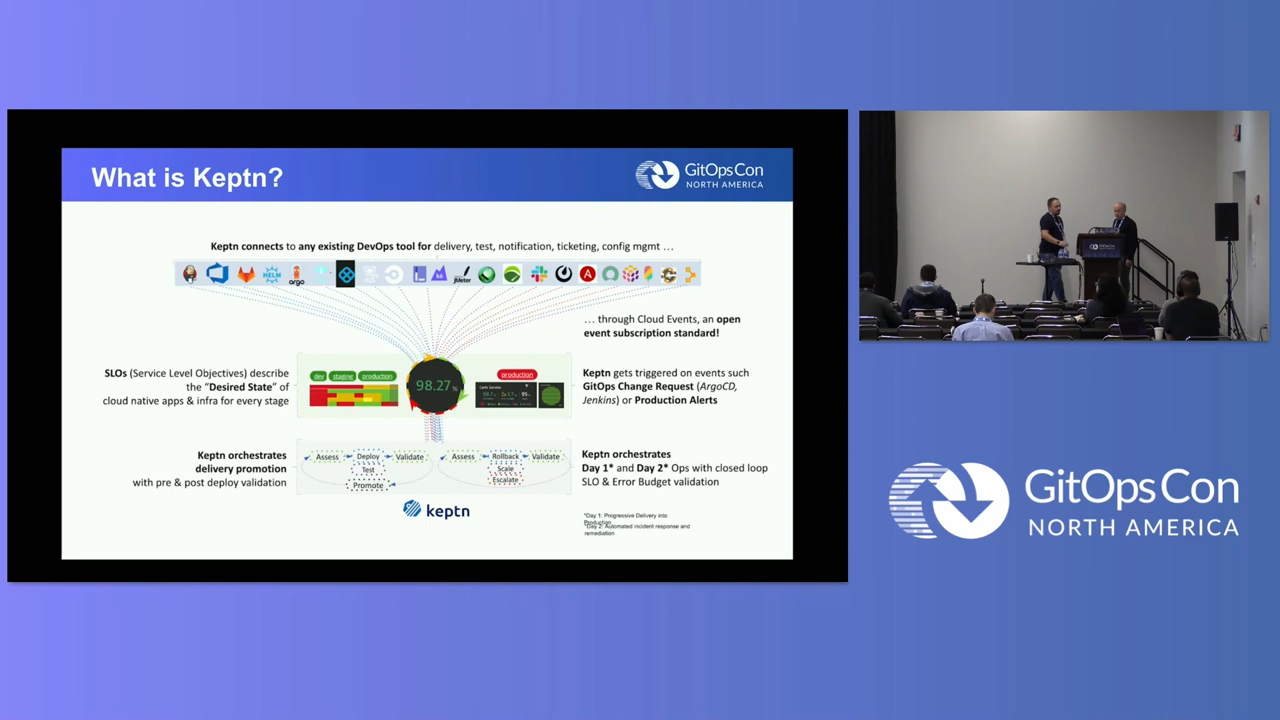 What is Keptn?
GitOpsCon
NORTH AMERICA
Keptn connects to any existing DevOps tool for delivery, test, notification, ticketing, config mgmt …
HELM
argo
JMeter
… through Cloud Events, an open
event subscription standard!
SLOs (Service Level Objectives) describe
the “Desired State” of
cloud native apps & infra for every stage
dev staging production
98.27%
production
Keptn gets triggered on events such
GitOps Change Request (ArgoCD,
Jenkins) or Production Alerts
Keptn orchestrates
delivery promotion
with pre & post deploy validation
Assess Deploy Validate
Test
Promote
Assess Rollback Validate
Scale
Escalate
Keptn orchestrates
Day 1* and Day 2* Ops with closed loop
SLO & Error Budget validation
keptn
*Day 1: Progressive Delivery into
Production
*Day 2: Automated incident response and
remediation
GitOpsCon
NORTH AMERICA